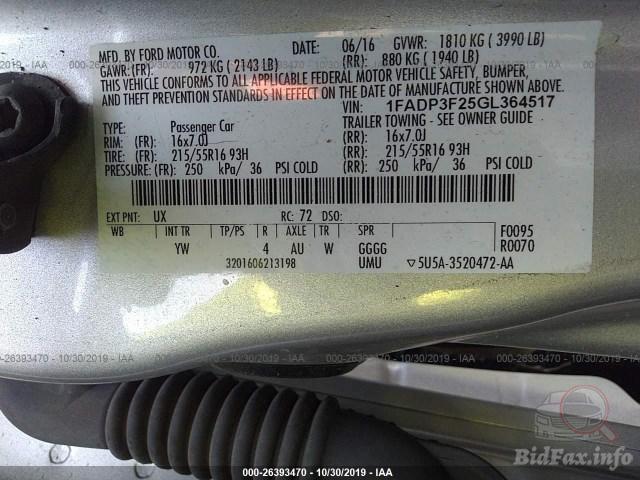 MFD. BY FORD MOTOR CO.
DATE: 06/16 GVWR: 1810 KG ( 3990 LB)
GAWR:(FR): 972 KG ( 2143 LB) (RR): 880 KG ( 1940 LB)
THIS VEHICLE CONFORMS TO ALL APPLICABLE FEDERAL MOTOR VEHICLE SAFETY, BUMPER,
AND THEFT PREVENTION STANDARDS IN EFFECT ON THE DATE OF MANUFACTURE SHOWN ABOVE.
VIN: 1FADP3F25GL364517
TYPE: Passenger Car TRAILER TOWING - SEE OWNER GUIDE
RIM: (FR): 16x7.0J (RR): 16x7.0J
TIRE: (FR): 215/55R16 93H (RR): 215/55R16 93H
PRESSURE: (FR): 250 kPa/ 36 PSI COLD (RR): 250 kPa/ 36 PSI COLD
EXT PNT: UX RC: 72 DSO:
WB INT TR TP/PS R AXLE TR SPR F0095
YW 4 AU W GGGG R0070
3201606213198 UMU ▽5U5A-3520472-AA
000-26393470 - 10/30/2019 - IAA
BidFax.info
000-26393470 - 10/30/2019 - IAA